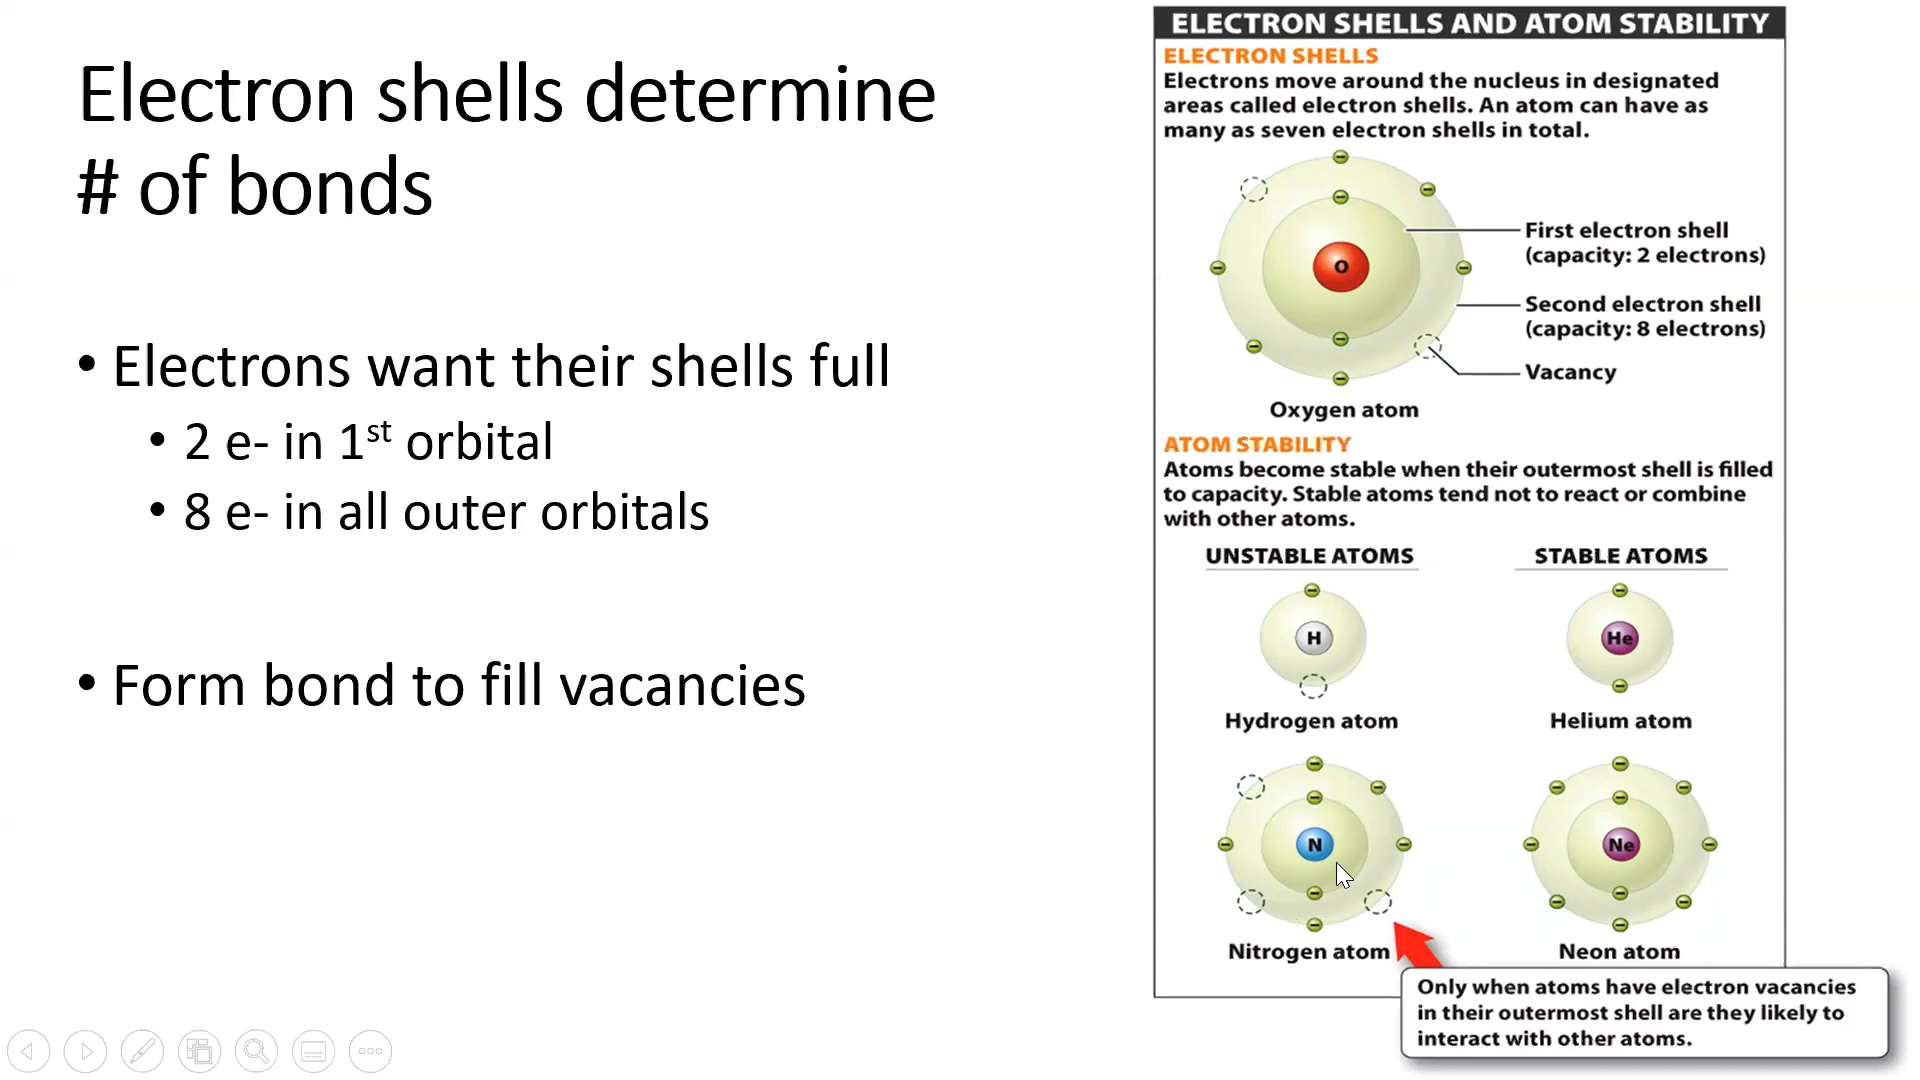 Electron shells determine
# of bonds
• Electrons want their shells full
• 2 e- in 1st orbital
• 8 e- in all outer orbitals
• Form bond to fill vacancies
ELECTRON SHELLS AND ATOM STABILITY
ELECTRON SHELLS
Electrons move around the nucleus in designated
areas called electron shells. An atom can have as
many as seven electron shells in total.
O
First electron shell
(capacity: 2 electrons)
Second electron shell
(capacity: 8 electrons)
Vacancy
Oxygen atom
ATOM STABILITY
Atoms become stable when their outermost shell is filled
to capacity. Stable atoms tend not to react or combine
with other atoms.
UNSTABLE ATOMS
STABLE ATOMS
H
He
Hydrogen atom
Helium atom
N
Ne
Nitrogen atom
Neon atom
Only when atoms have electron vacancies
in their outermost shell are they likely to
interact with other atoms.